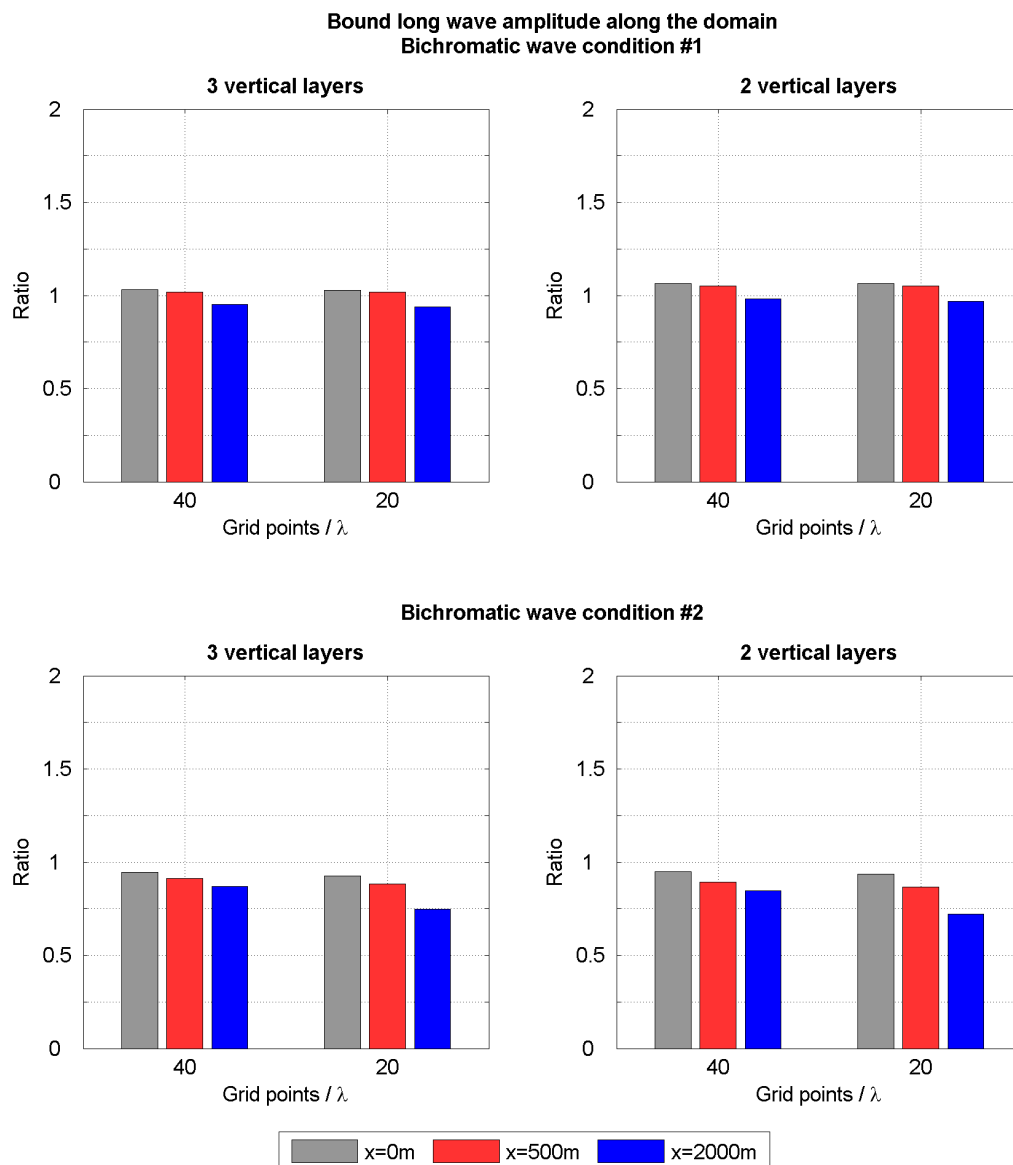 Bound long wave amplitude along the domain
Bichromatic wave condition #1
3 vertical layers
2
1.5
1
0.5
0
Ratio
40
20
Grid points / λ
2 vertical layers
2
1.5
1
0.5
0
Ratio
40
20
Grid points / λ
Bichromatic wave condition #2
3 vertical layers
2
1.5
1
0.5
0
Ratio
40
20
Grid points / λ
2 vertical layers
2
1.5
1
0.5
0
Ratio
40
20
Grid points / λ
x=0m x=500m x=2000m